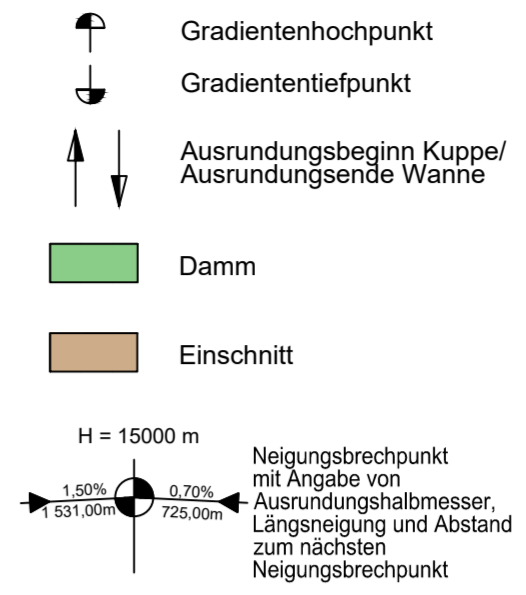 Gradientenhochpunkt
Gradiententiefpunkt
Ausrundungsbeginn Kuppe/
Ausrundungsende Wanne
Damm
Einschnitt
H = 15000 m
1,50%
0,70%
1 531,00m
725,00m
Neigungsbrechpunkt
mit Angabe von
Ausrundungshalbmesser,
Längsneigung und Abstand
zum nächsten
Neigungsbrechpunkt